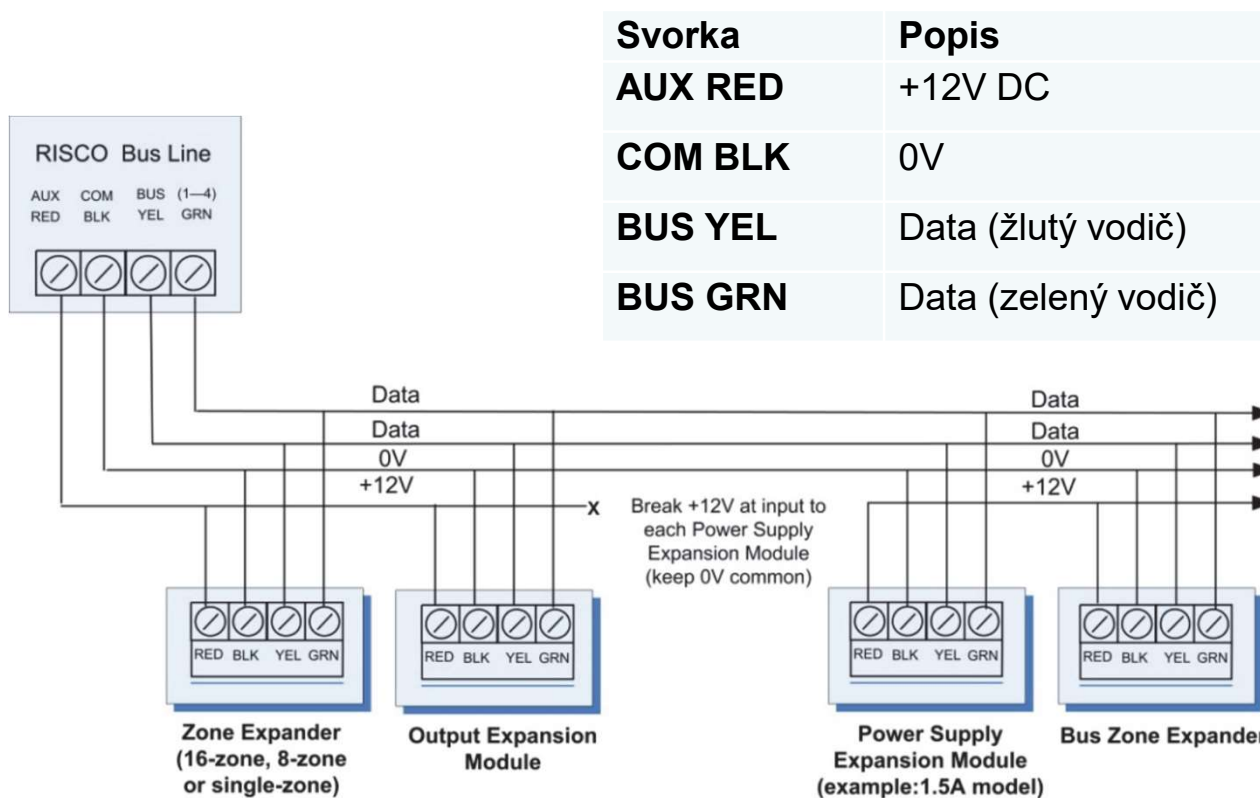 Svorka Popis
AUX RED +12V DC
COM BLK 0V
BUS YEL Data (žlutý vodič)
BUS GRN Data (zelený vodič)
RISCO Bus Line
AUX COM BUS (1—4)
RED BLK YEL GRN
Data
Data
0V
+12V
x
Break +12V at input to
each Power Supply
Expansion Module
(keep 0V common)
Data
Data
0V
+12V
RED BLK YEL GRN
Zone Expander
(16-zone, 8-zone
or single-zone)
RED BLK YEL GRN
Output Expansion
Module
RED BLK YEL GRN
Power Supply
Expansion Module
(example:1.5A model)
RED BLK YEL GRN
Bus Zone Expander